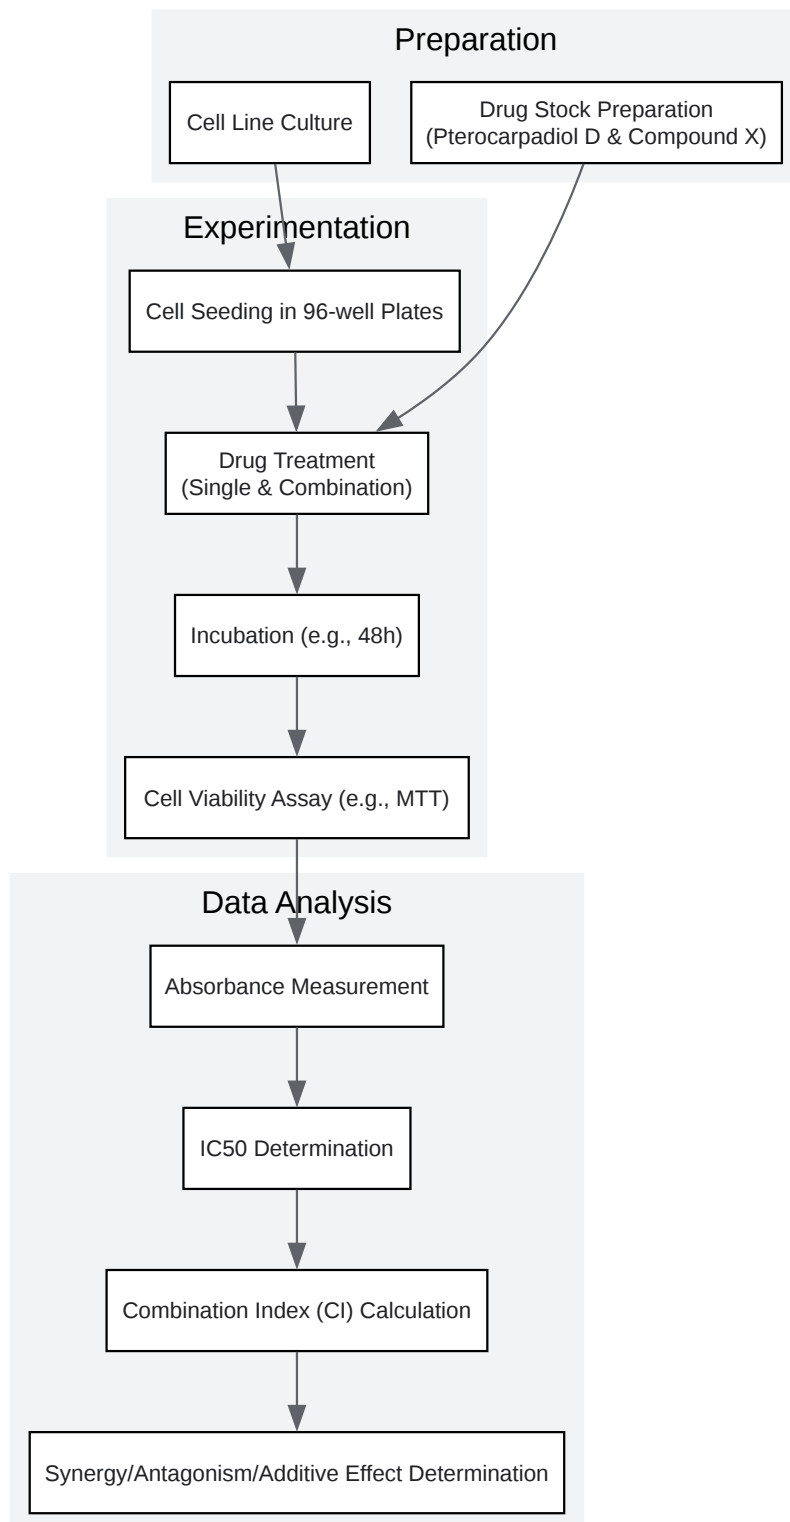 Preparation
Cell Line Culture
Drug Stock Preparation
(Pterocarpadiol D & Compound X)
Experimentation
Cell Seeding in 96-well Plates
Drug Treatment
(Single & Combination)
Incubation (e.g., 48h)
Cell Viability Assay (e.g., MTT)
Data Analysis
Absorbance Measurement
IC50 Determination
Combination Index (CI) Calculation
Synergy/Antagonism/Additive Effect Determination